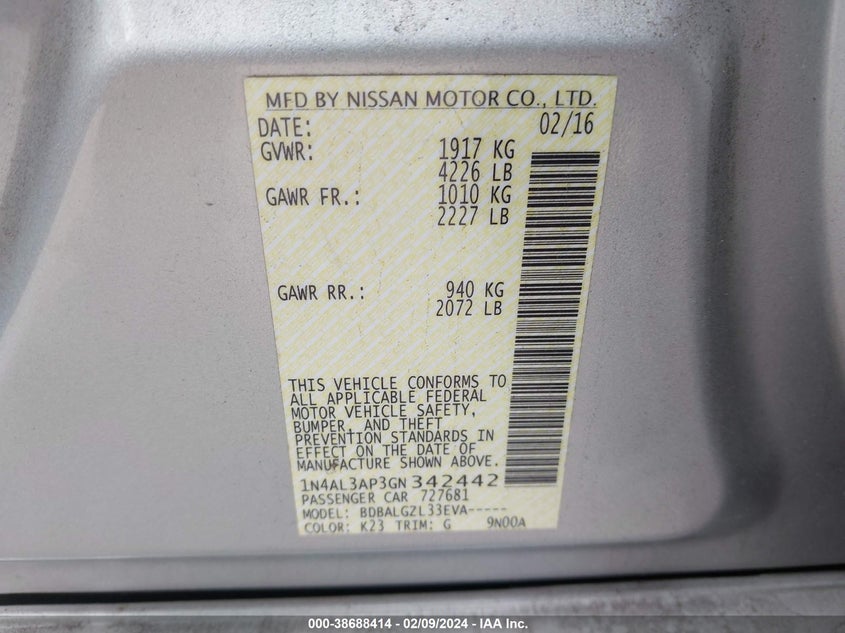 MFD BY NISSAN MOTOR CO., LTD.
DATE: 02/16
GVWR: 1917 KG
4226 LB
GAWR FR.: 1010 KG
2227 LB
GAWR RR.: 940 KG
2072 LB
THIS VEHICLE CONFORMS TO
ALL APPLICABLE FEDERAL
MOTOR VEHICLE SAFETY,
BUMPER, AND THEFT
PREVENTION STANDARDS IN
EFFECT ON THE DATE OF
MANUFACTURE SHOWN ABOVE.
1N4AL3AP3GN342442
PASSENGER CAR 727681
MODEL: BDBALGZL33EVA-----
COLOR: K23 TRIM: G 9N00A
000-38688414 - 02/09/2024 - IAA Inc.